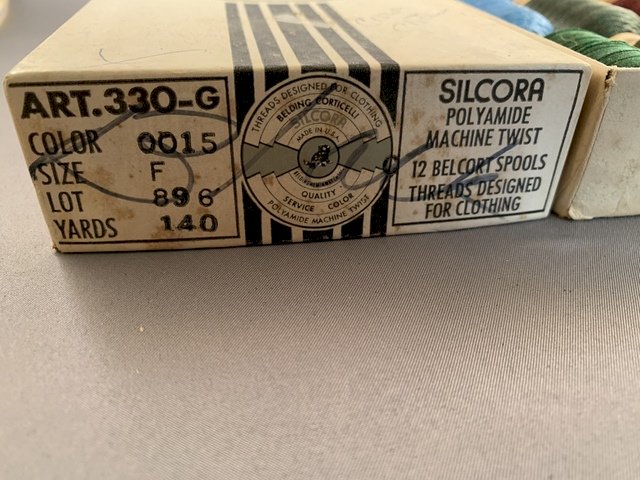 ART.330-G
COLOR 0015
SIZE F
LOT 896
YARDS 140
THREADS DESIGNED FOR CLOTHING
BELDING CORTICELLI
SILCORA
MADE IN U.S.A.
QUALITY
SERVICE COLOR
POLYAMIDE MACHINE TWIST
SILCORA
POLYAMIDE
MACHINE TWIST
12 BELCORT SPOOLS
THREADS DESIGNED
FOR CLOTHING